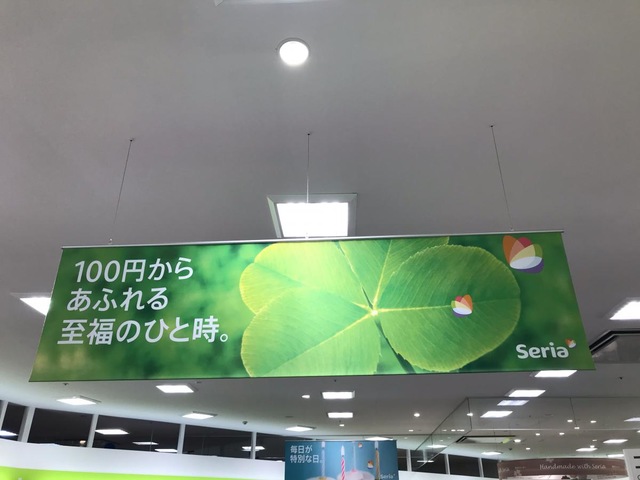 100円から
あふれる
至福のひと時。
Seria
毎日が
特別な日。
Seria
Handmade with Seria.